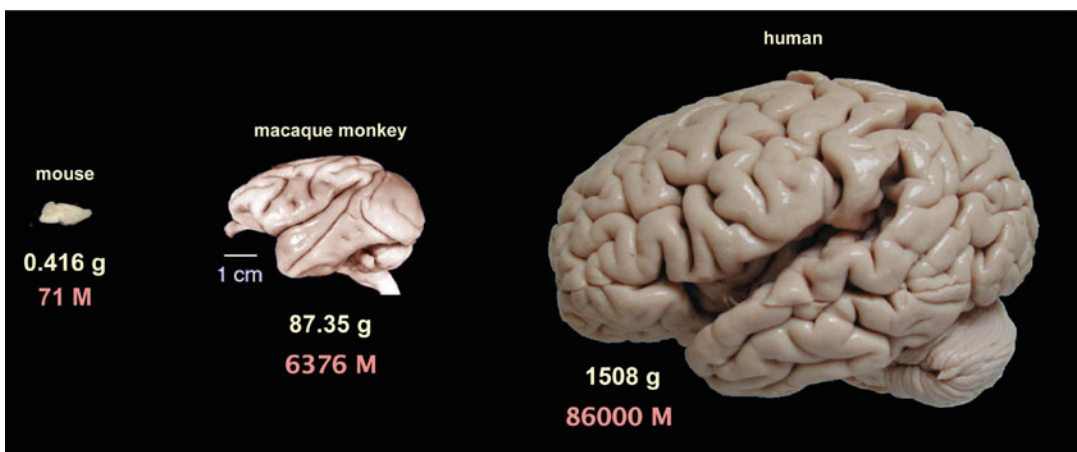 mouse
0.416 g
71 M
macaque monkey
1 cm
87.35 g
6376 M
human
1508 g
86000 M